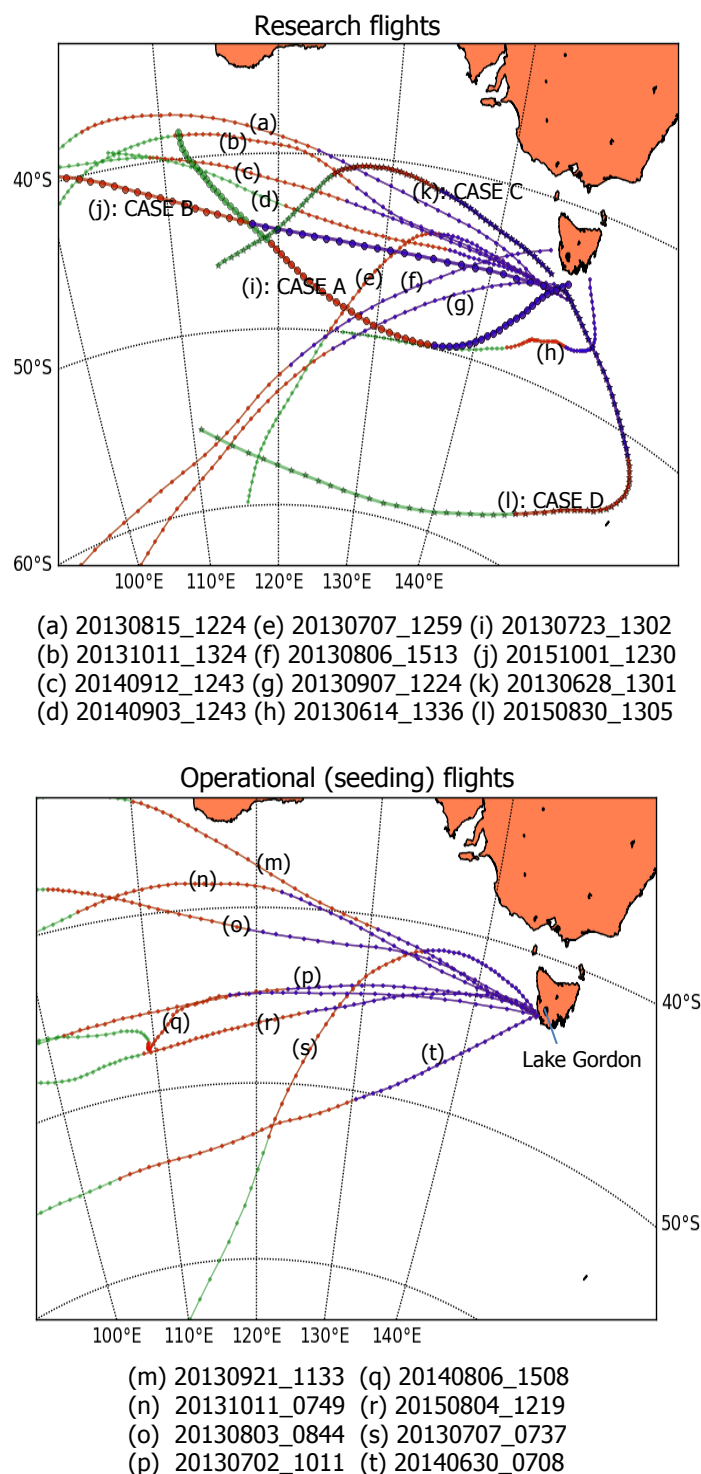 Research flights
(a)
(b)
(c)
(k): CASE C
40°S
(d)
(j): CASE B
(i): CASE A
(e)
(f)
(g)
(h)
50°S
(l): CASE D
60°S
100°E 110°E 120°E 130°E 140°E
(a) 20130815_1224 (e) 20130707_1259 (i) 20130723_1302
(b) 20131011_1324 (f) 20130806_1513 (j) 20151001_1230
(c) 20140912_1243 (g) 20130907_1224 (k) 20130628_1301
(d) 20140903_1243 (h) 20130614_1336 (l) 20150830_1305
Operational (seeding) flights
(m)
(n)
(o)
(p)
40°S
(q)
(r)
(s)
(t)
Lake Gordon
50°S
100°E 110°E 120°E 130°E 140°E
(m) 20130921_1133 (q) 20140806_1508
(n) 20131011_0749 (r) 20150804_1219
(o) 20130803_0844 (s) 20130707_0737
(p) 20130702_1011 (t) 20140630_0708